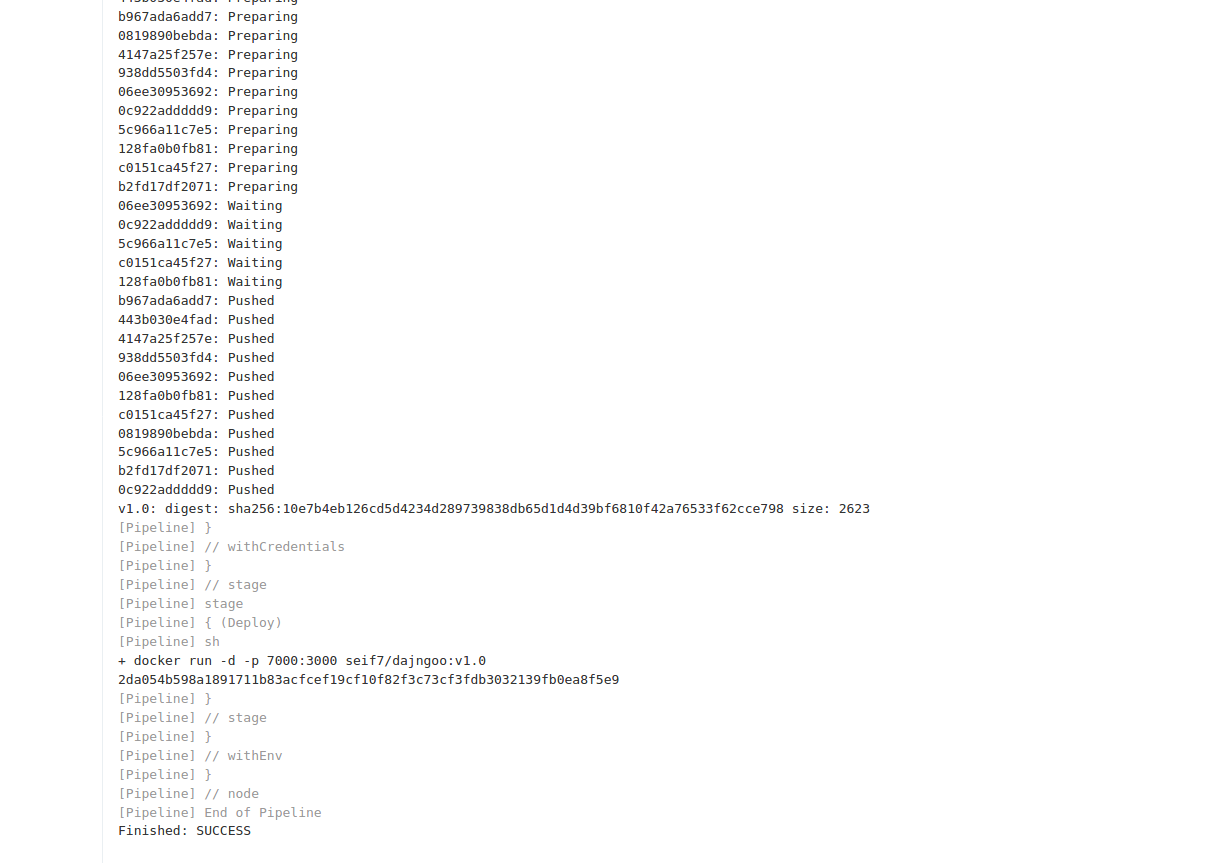 b967ada6add7: Preparing
0819890bebda: Preparing
4147a25f257e: Preparing
938dd5503fd4: Preparing
06ee30953692: Preparing
0c922addddd9: Preparing
5c966a11c7e5: Preparing
128fa0b0fb81: Preparing
c0151ca45f27: Preparing
b2fd17df2071: Preparing
06ee30953692: Waiting
0c922addddd9: Waiting
5c966a11c7e5: Waiting
c0151ca45f27: Waiting
128fa0b0fb81: Waiting
b967ada6add7: Pushed
443b030e4fad: Pushed
4147a25f257e: Pushed
938dd5503fd4: Pushed
06ee30953692: Pushed
128fa0b0fb81: Pushed
c0151ca45f27: Pushed
0819890bebda: Pushed
5c966a11c7e5: Pushed
b2fd17df2071: Pushed
0c922addddd9: Pushed
v1.0: digest: sha256:10e7b4eb126cd5d4234d289739838db65d1d4d39bf6810f42a76533f62cce798 size: 2623
[Pipeline] }
[Pipeline] // withCredentials
[Pipeline] }
[Pipeline] // stage
[Pipeline] stage
[Pipeline] { (Deploy)
[Pipeline] sh
+ docker run -d -p 7000:3000 seif7/dajngoo:v1.0
2da054b598a1891711b83acfcef19cf10f82f3c73cf3fdb3032139fb0ea8f5e9
[Pipeline] }
[Pipeline] // stage
[Pipeline] }
[Pipeline] // withEnv
[Pipeline] }
[Pipeline] // node
[Pipeline] End of Pipeline
Finished: SUCCESS